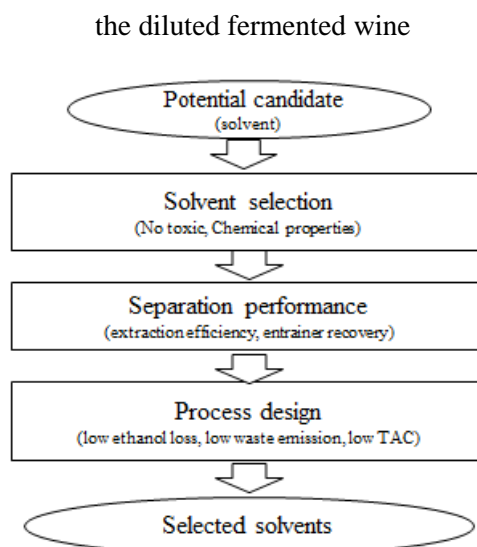 the diluted fermented wine
Potential candidate
(solvent)
Solvent selection
(No toxic, Chemical properties)
Separation performance
(extraction efficiency, entrainer recovery)
Process design
(low ethanol loss, low waste emission, low TAC)
Selected solvents